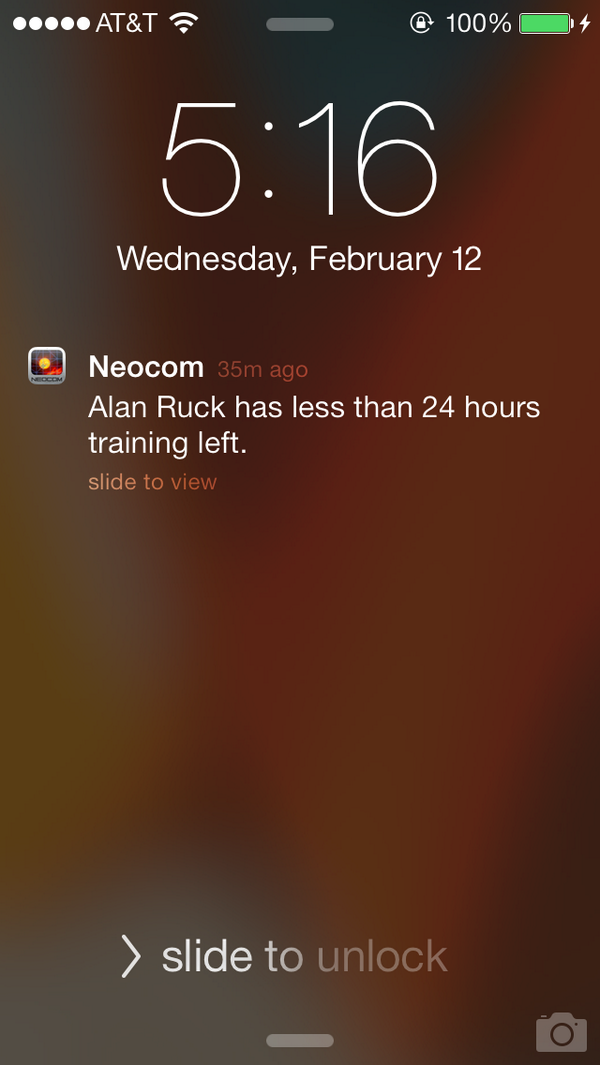 AT&T 100%
5:16
Wednesday, February 12
Neocom 35m ago
Alan Ruck has less than 24 hours
training left.
slide to view
slide to unlock